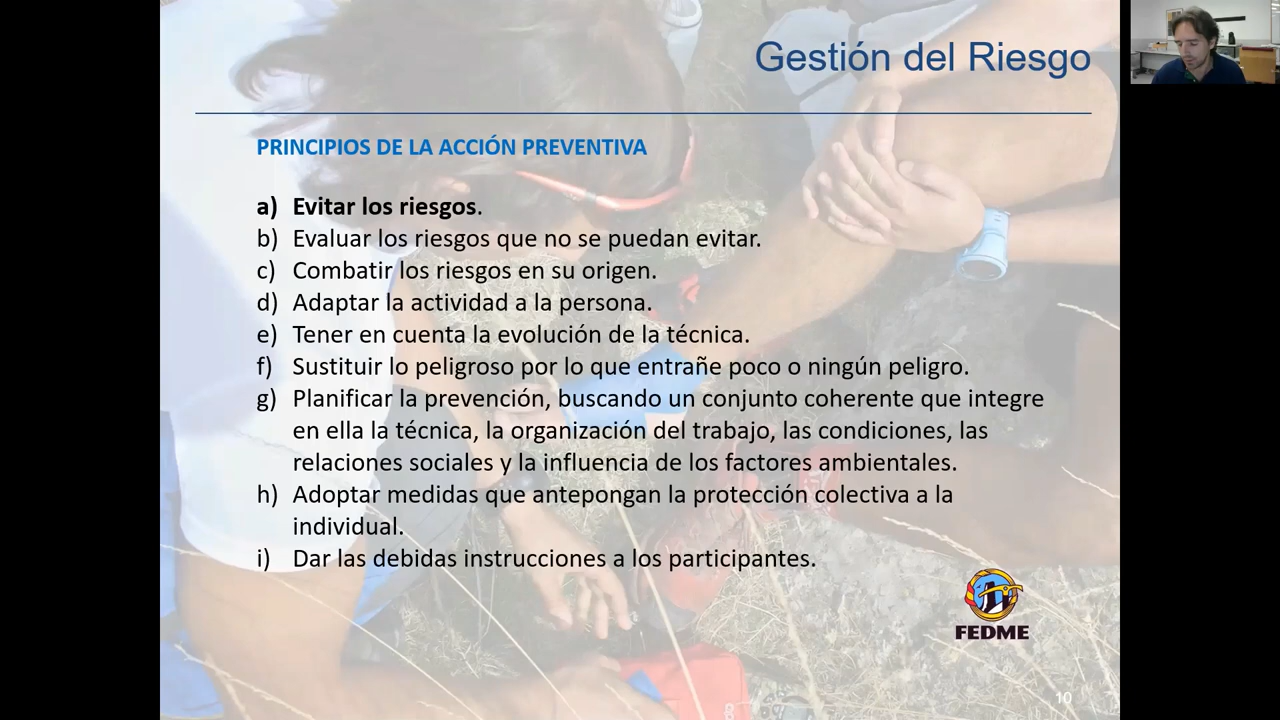 Gestión del Riesgo
PRINCIPIOS DE LA ACCIÓN PREVENTIVA
a) Evitar los riesgos.
b) Evaluar los riesgos que no se puedan evitar.
c) Combatir los riesgos en su origen.
d) Adaptar la actividad a la persona.
e) Tener en cuenta la evolución de la técnica.
f) Sustituir lo peligroso por lo que entrañe poco o ningún peligro.
g) Planificar la prevención, buscando un conjunto coherente que integre
en ella la técnica, la organización del trabajo, las condiciones, las
relaciones sociales y la influencia de los factores ambientales.
h) Adoptar medidas que antepongan la protección colectiva a la
individual.
i) Dar las debidas instrucciones a los participantes.
FEDME
10